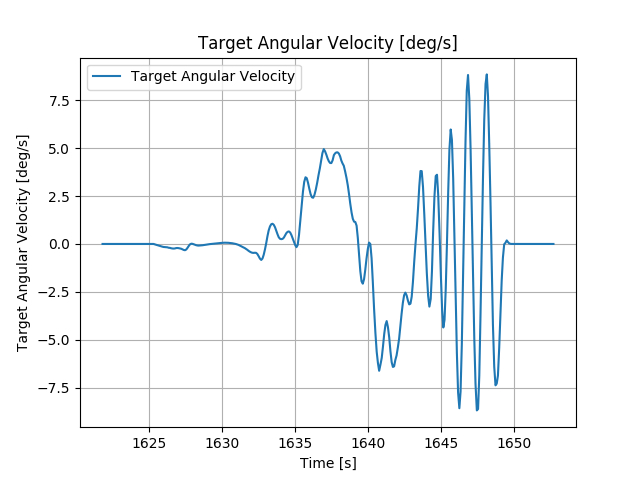 Target Angular Velocity [deg/s]
Target Angular Velocity
Target Angular Velocity [deg/s]
7.5
5.0
2.5
0.0
−2.5
−5.0
−7.5
1625 1630 1635 1640 1645 1650
Time [s]